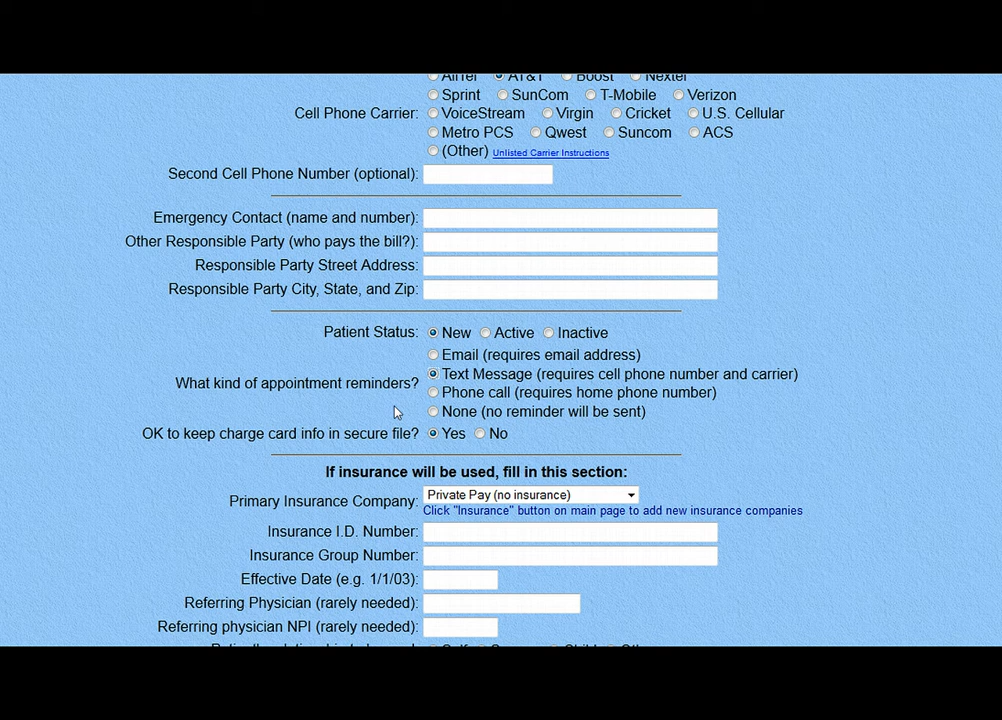 AirTel AT&T Boost Nextel
Sprint SunCom T-Mobile Verizon
Cell Phone Carrier: VoiceStream Virgin Cricket U.S. Cellular
Metro PCS Qwest Suncom ACS
(Other) Unlisted Carrier Instructions
Second Cell Phone Number (optional):
Emergency Contact (name and number):
Other Responsible Party (who pays the bill?):
Responsible Party Street Address:
Responsible Party City, State, and Zip:
Patient Status: New Active Inactive
Email (requires email address)
Text Message (requires cell phone number and carrier)
What kind of appointment reminders?
Phone call (requires home phone number)
None (no reminder will be sent)
OK to keep charge card info in secure file? Yes No
If insurance will be used, fill in this section:
Primary Insurance Company: Private Pay (no insurance)
Click "Insurance" button on main page to add new insurance companies
Insurance I.D. Number:
Insurance Group Number:
Effective Date (e.g. 1/1/03):
Referring Physician (rarely needed):
Referring physician NPI (rarely needed):